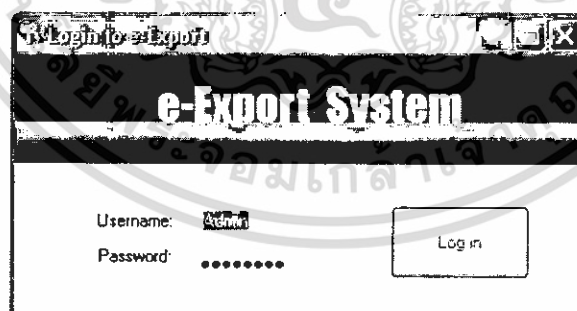 Login to e-Export
e-Export System
Username: Admin
Password: ●●●●●●●●
Log in